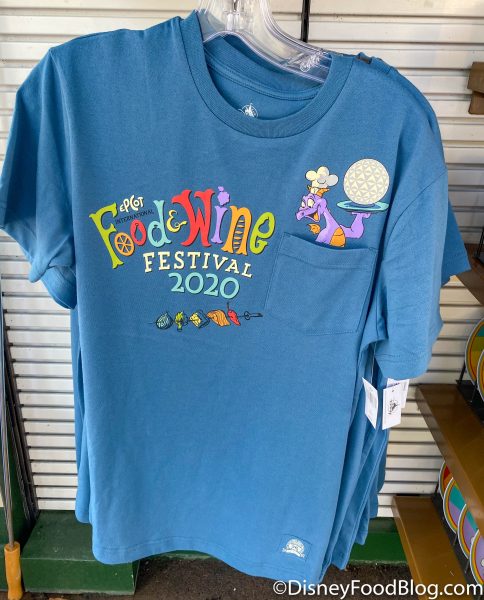 epcot
INTERNATIONAL
Food & Wine
FESTIVAL
2020
©DisneyFoodBlog.com